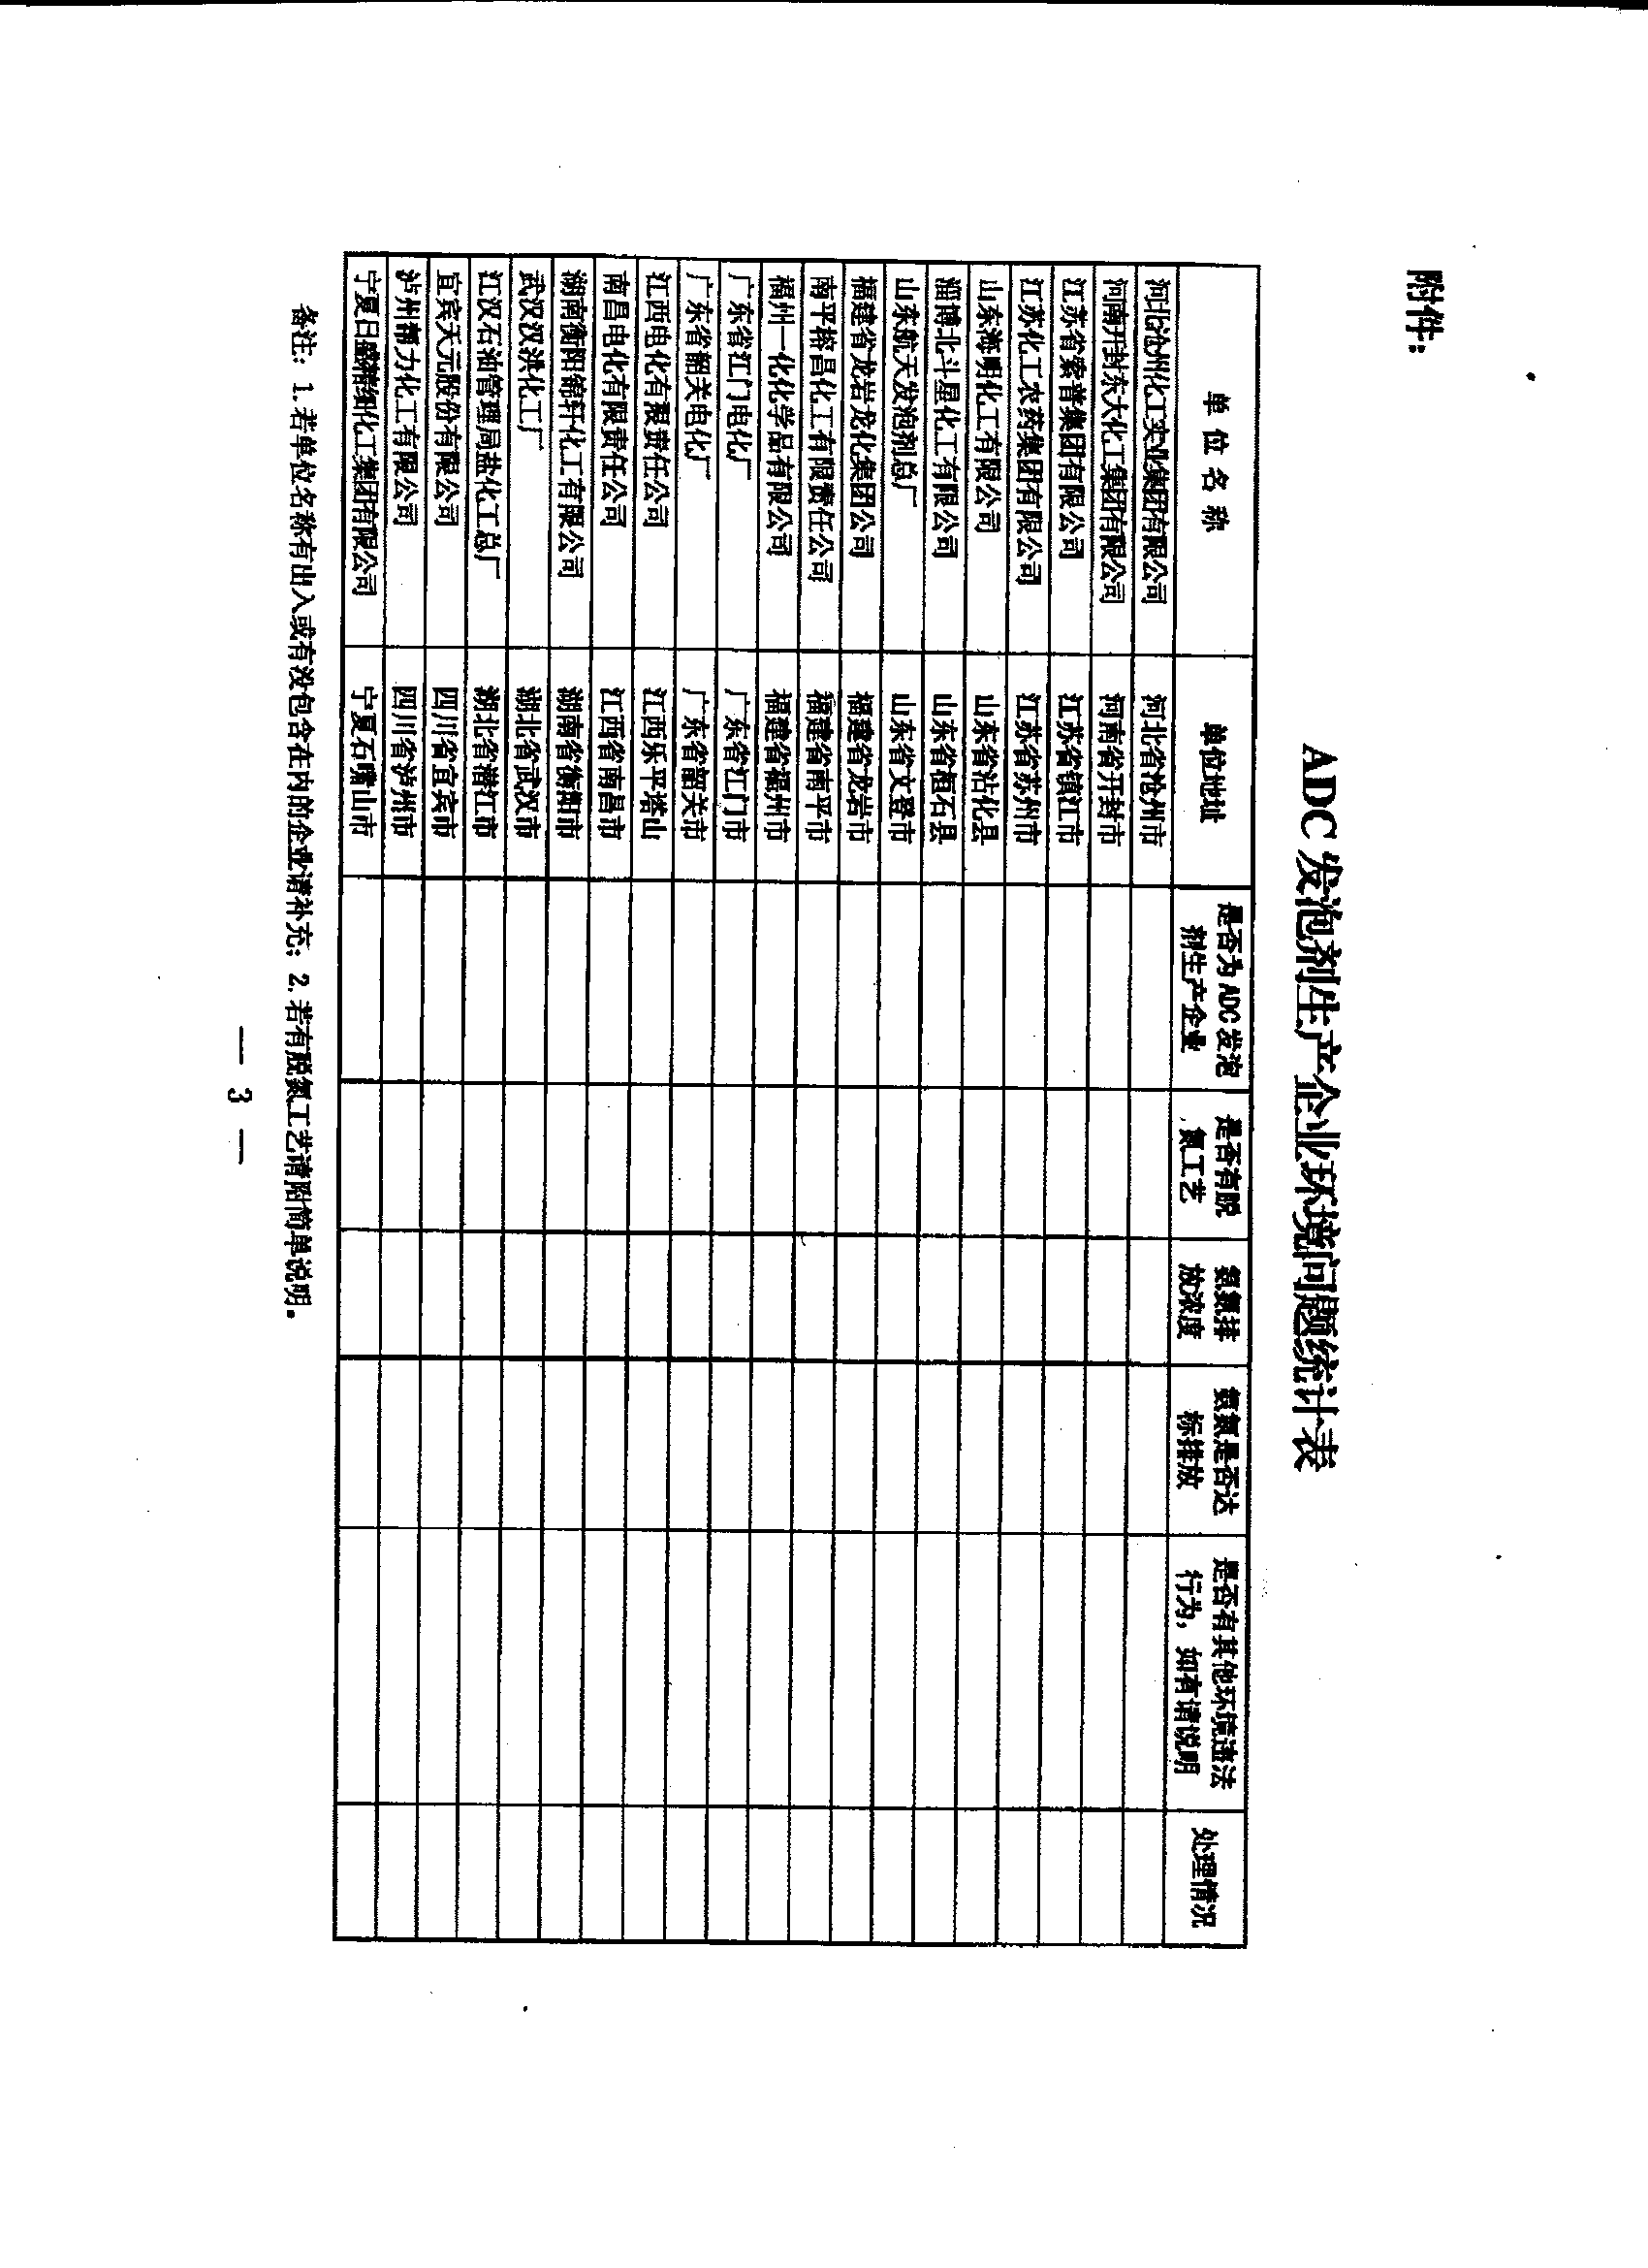 附件:
ADC 发泡剂生产企业环境问题统计表
单 位 名 称 单位地址 是否为 ADC 发泡剂生产企业 是否有脱氮工艺 氨氮排放浓度 氨氮是否达标排放 是否有其他环境违法行为，如有请说明 处理情况
河北沧州化工实业集团有限公司 河北省沧州市
河南开封东大化工集团有限公司 河南省开封市
江苏省索普集团有限公司 江苏省镇江市
江苏化工农药集团有限公司 江苏省苏州市
山东海明化工有限公司 山东省沾化县
淄博北斗星化工有限公司 山东省桓石县
山东航天发泡剂总厂 山东省文登市
福建省龙岩龙化集团公司 福建省龙岩市
南平榕昌化工有限责任公司 福建省南平市
福州一化化学品有限公司 福建省福州市
广东省江门电化厂 广东省江门市
广东省韶关电化厂 广东省韶关市
江西电化有限责任公司 江西乐平塔山
南昌电化有限责任公司 江西省南昌市
湖南衡阳锦轩化工有限公司 湖南省衡阳市
武汉汉洪化工厂 湖北省武汉市
江汉石油管理局盐化工总厂 湖北省潜江市
宜宾天元股份有限公司 四川省宜宾市
泸州精力化工有限公司 四川省泸州市
宁夏日盛精细化工集团有限公司 宁夏石嘴山市
备注：1.若单位名称有出入或有没包含在内的企业请补充；2.若有脱氮工艺请附简单说明。
— 3 —